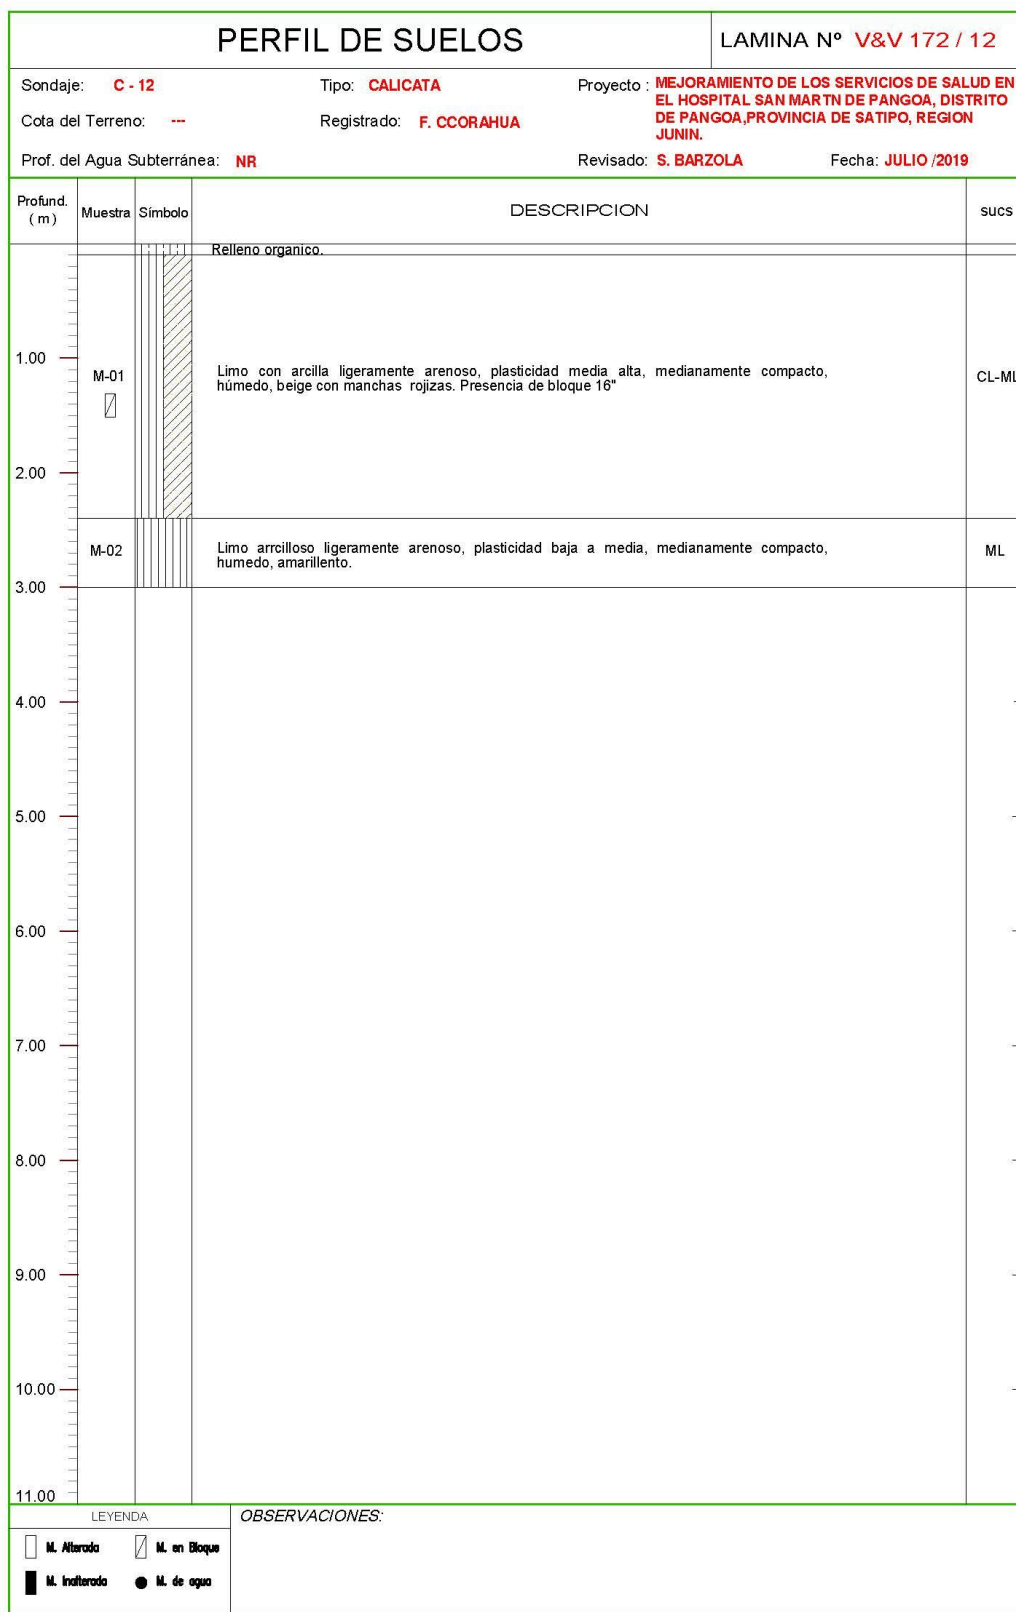 PERFIL DE SUELOS
LAMINA Nº V&V 172 / 12
Sondaje: C - 12
Tipo: CALICATA
Proyecto : MEJORAMIENTO DE LOS SERVICIOS DE SALUD EN
EL HOSPITAL SAN MARTN DE PANGOA, DISTRITO
DE PANGOA,PROVINCIA DE SATIPO, REGION
JUNIN.
Cota del Terreno: ---
Registrado: F. CCORAHUA
Prof. del Agua Subterránea: NR
Revisado: S. BARZOLA
Fecha: JULIO /2019
Profund.
( m )
Muestra
Símbolo
DESCRIPCION
sucs
Relleno organico.
1.00
M-01
Limo con arcilla ligeramente arenoso, plasticidad media alta, medianamente compacto,
húmedo, beige con manchas rojizas. Presencia de bloque 16"
CL-ML
2.00
M-02
Limo arrcilloso ligeramente arenoso, plasticidad baja a media, medianamente compacto,
humedo, amarillento.
ML
3.00
4.00
5.00
6.00
7.00
8.00
9.00
10.00
11.00
LEYENDA
M. Alterada
M. en Bloque
M. Inalterada
M. de agua
OBSERVACIONES: